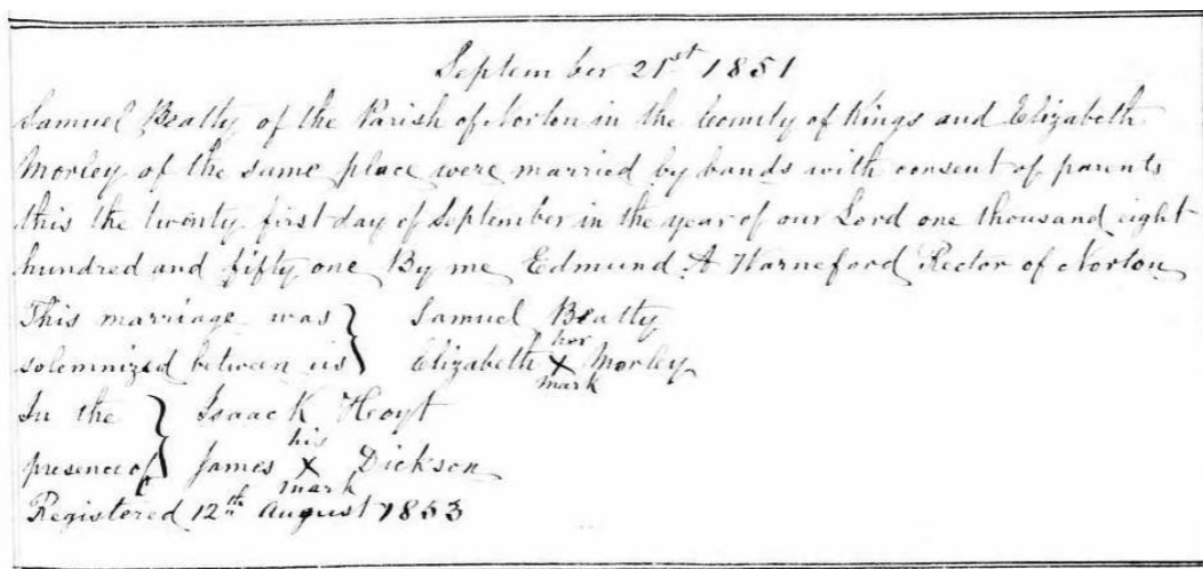 September 21st 1851
Samuel Beatty of the Parish of Norton in the County of Kings and Elizabeth
Morley of the same place were married by bands with consent of parents
this the twenty first day of September in the year of our Lord one thousand eight
hundred and fifty one By me Edmund A Warneford Rector of Norton
This marriage was } Samuel Beatty
solemnized between us } Elizabeth her X mark Morley
In the } Isaac K Hoyt
presence of } James his X mark Dickson
Registered 12th August 1853